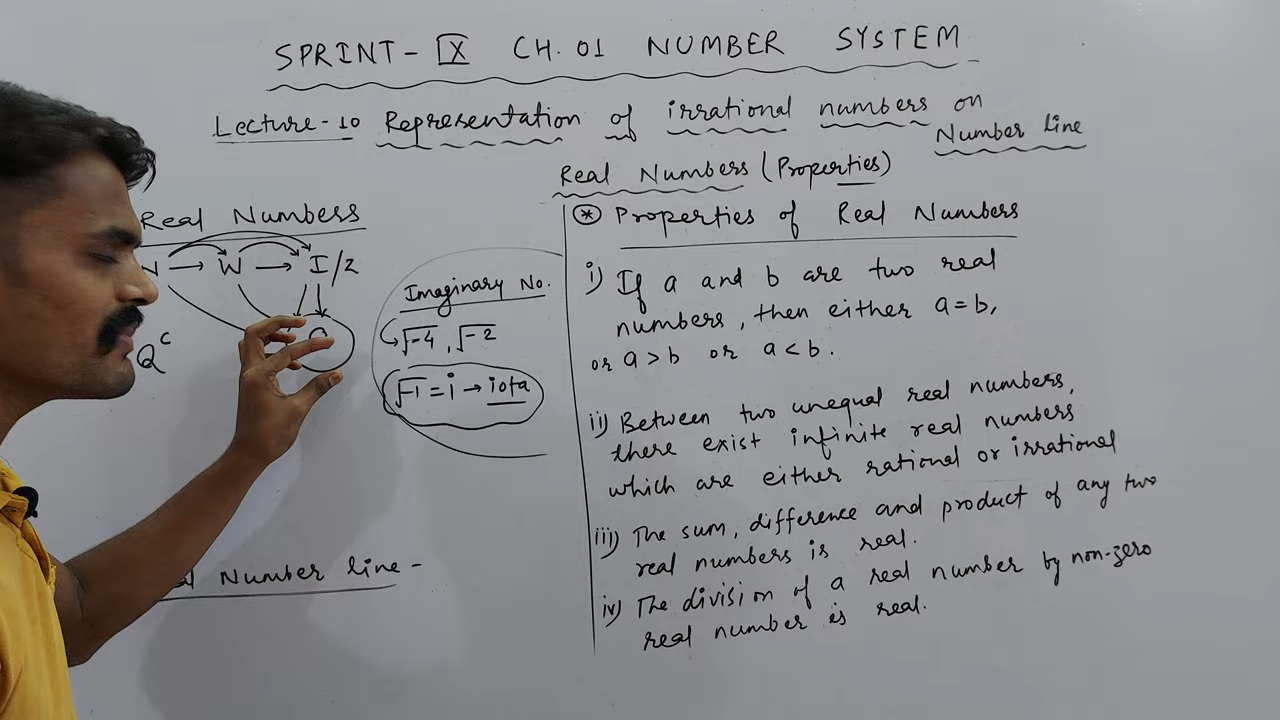 SPRINT - IX CH. 01 NUMBER SYSTEM
Lecture - 10 Representation of irrational numbers on
Number line
Real Numbers (Properties)
Real Numbers
N → W → I/Z
Q^c
Imaginary No.
√-4, √-2
√-1 = i → iota
Number line -
* Properties of Real Numbers
i) If a and b are two real
numbers, then either a = b,
or a > b or a < b.
ii) Between two unequal real numbers,
there exist infinite real numbers
which are either rational or irrational
iii) The sum, difference and product of any two
real numbers is real.
iv) The division of a real number by non-zero
real number is real.